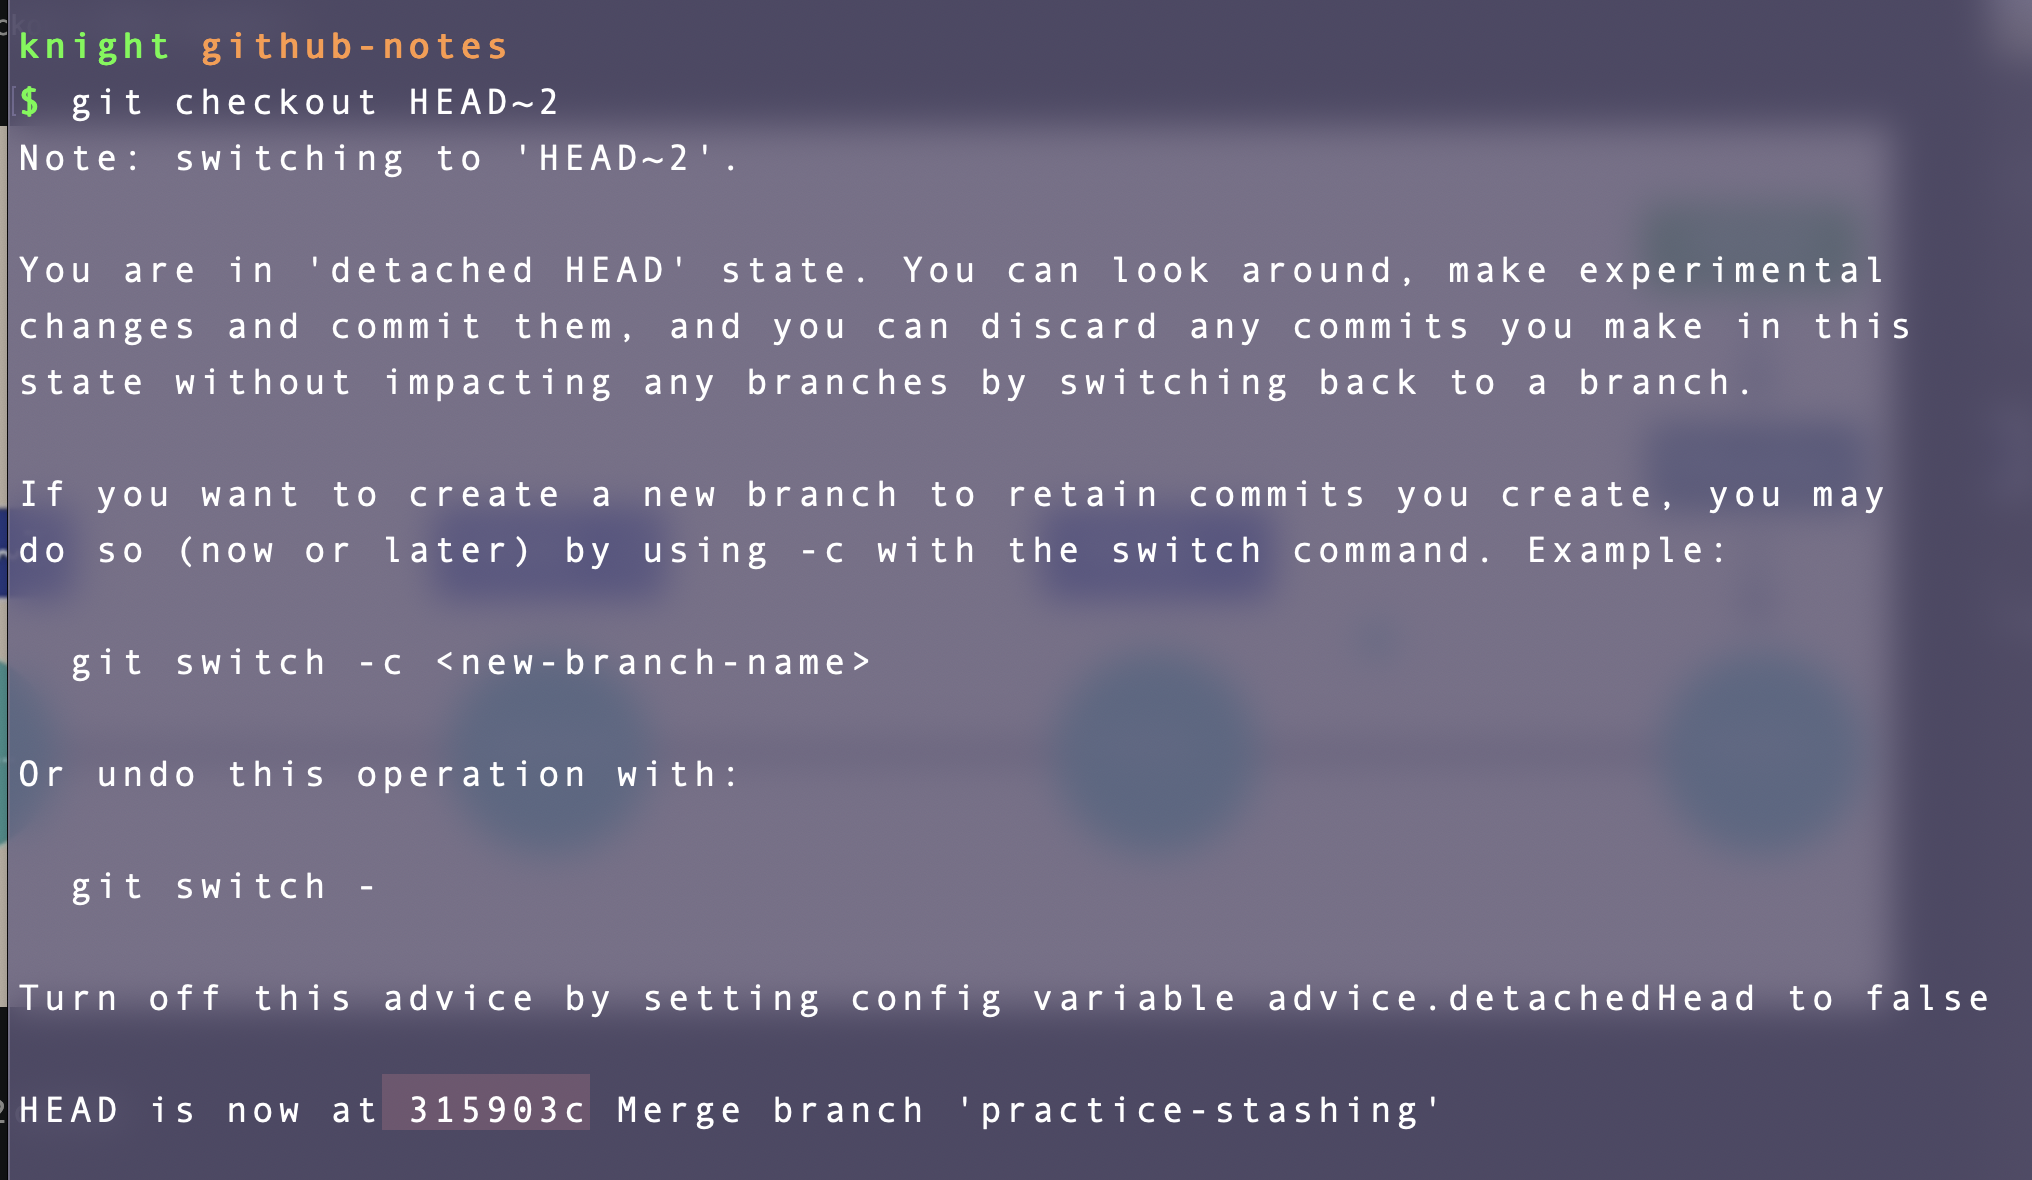 knight github-notes
$ git checkout HEAD~2
Note: switching to 'HEAD~2'.
You are in 'detached HEAD' state. You can look around, make experimental
changes and commit them, and you can discard any commits you make in this
state without impacting any branches by switching back to a branch.
If you want to create a new branch to retain commits you create, you may
do so (now or later) by using -c with the switch command. Example:
git switch -c <new-branch-name>
Or undo this operation with:
git switch -
Turn off this advice by setting config variable advice.detachedHead to false
HEAD is now at 315903c Merge branch 'practice-stashing'